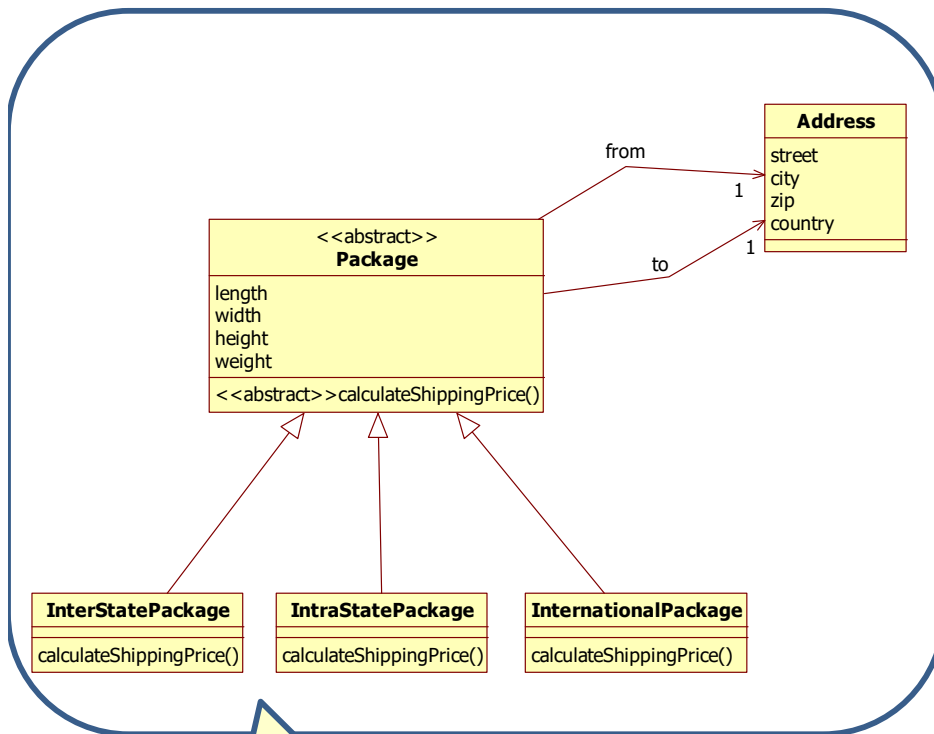 Address
street
city
zip
country
from
1
to
1
<<abstract>>
Package
length
width
height
weight
<<abstract>>calculateShippingPrice()
InterStatePackage
calculateShippingPrice()
IntraStatePackage
calculateShippingPrice()
InternationalPackage
calculateShippingPrice()